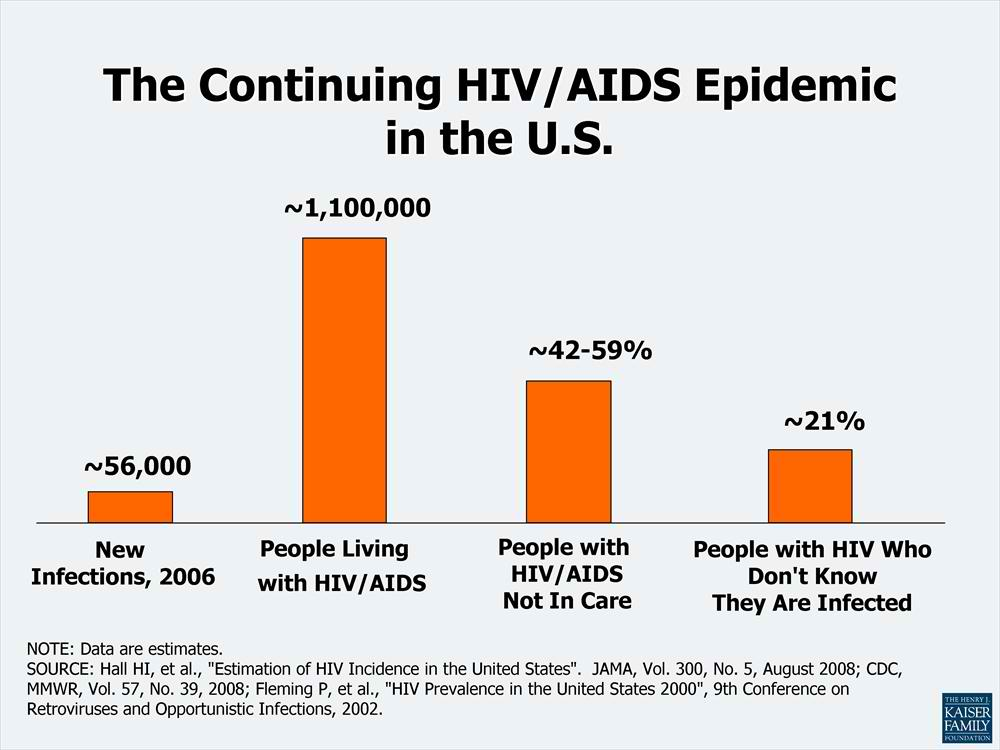 The Continuing HIV/AIDS Epidemic
in the U.S.
~1,100,000
~42-59%
~21%
~56,000
New
Infections, 2006
People Living
with HIV/AIDS
People with
HIV/AIDS
Not In Care
People with HIV Who
Don't Know
They Are Infected
NOTE: Data are estimates.
SOURCE: Hall HI, et al., "Estimation of HIV Incidence in the United States".  JAMA, Vol. 300, No. 5, August 2008; CDC,
MMWR, Vol. 57, No. 39, 2008; Fleming P, et al., "HIV Prevalence in the United States 2000", 9th Conference on
Retroviruses and Opportunistic Infections, 2002.
THE HENRY J.
KAISER
FAMILY
FOUNDATION